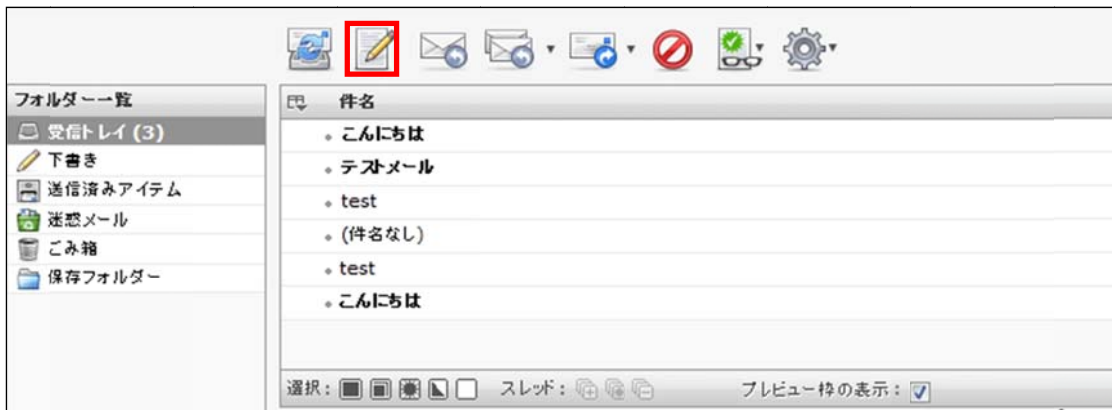 フォルダー一覧
受信トレイ (3)
下書き
送信済みアイテム
迷惑メール
ごみ箱
保存フォルダー
件名
こんにちは
テストメール
test
(件名なし)
test
こんにちは
選択: スレッド: プレビュー枠の表示: